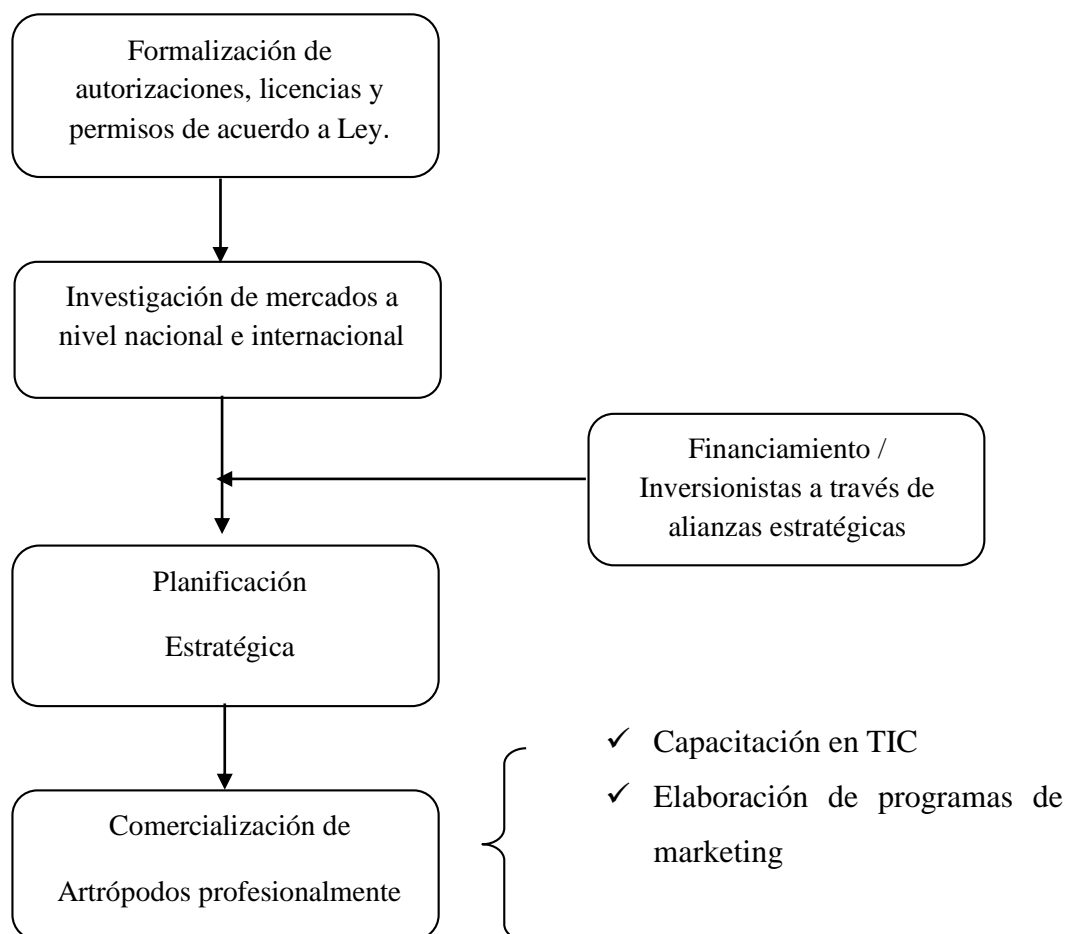 Formalización de
autorizaciones, licencias y
permisos de acuerdo a Ley.
Investigación de mercados a
nivel nacional e internacional
Financiamiento /
Inversionistas a través de
alianzas estratégicas
Planificación
Estratégica
Comercialización de
Artrópodos profesionalmente
✓ Capacitación en TIC
✓ Elaboración de programas de
marketing